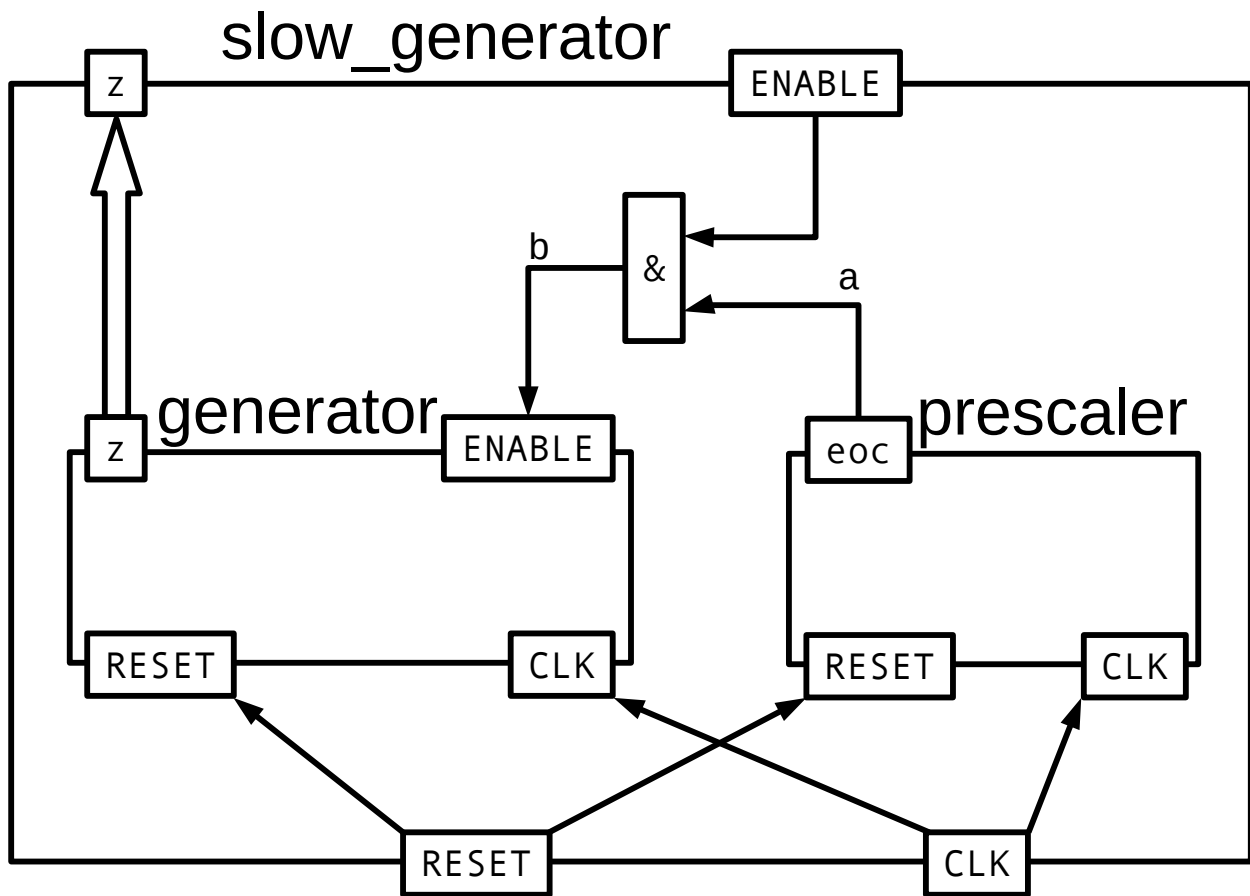 slow_generator
z
ENABLE
b
&
a
generator
prescaler
z
ENABLE
eoc
RESET
CLK
RESET
CLK
RESET
CLK